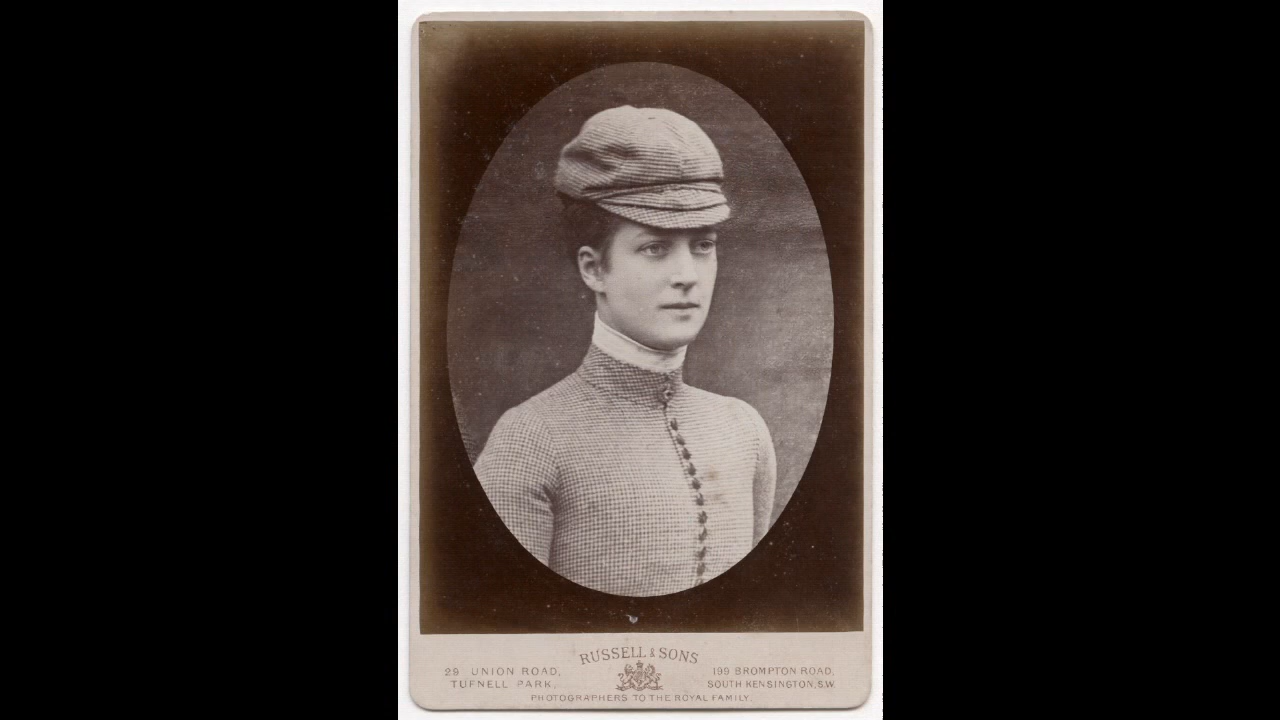 RUSSELL & SONS
29 UNION ROAD,
TUFNELL PARK,
199 BROMPTON ROAD,
SOUTH KENSINGTON, S.W.
PHOTOGRAPHERS TO THE ROYAL FAMILY.